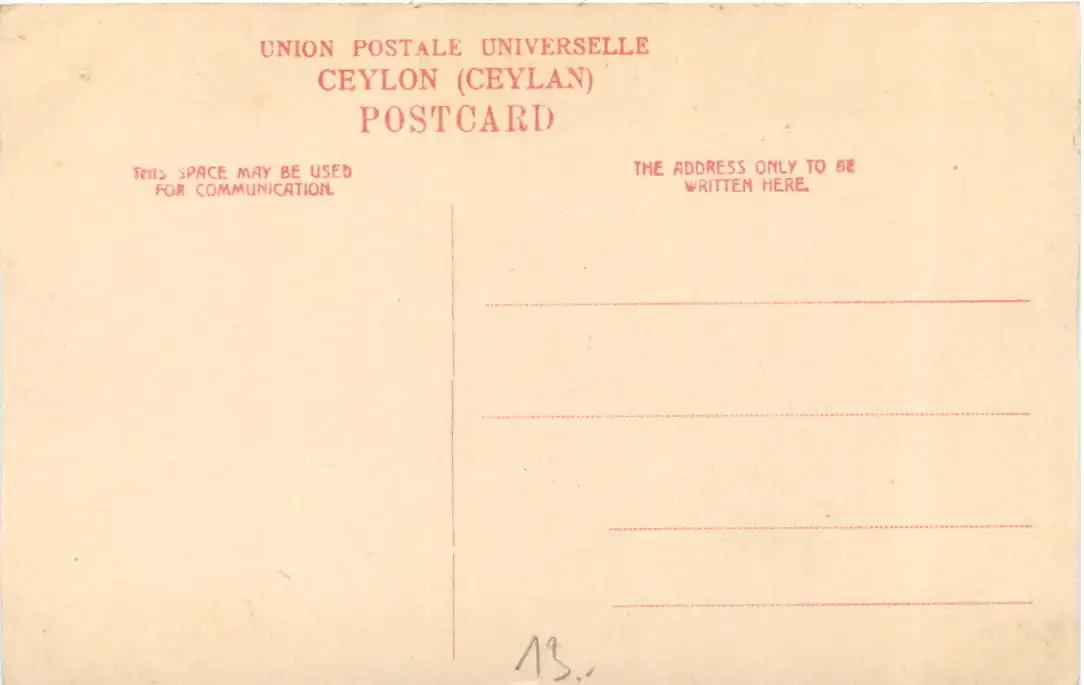 UNION POSTALE UNIVERSELLE
CEYLON (CEYLAN)
POSTCARD
THIS SPACE MAY BE USED
FOR COMMUNICATION.
THE ADDRESS ONLY TO BE
WRITTEN HERE.
13.-